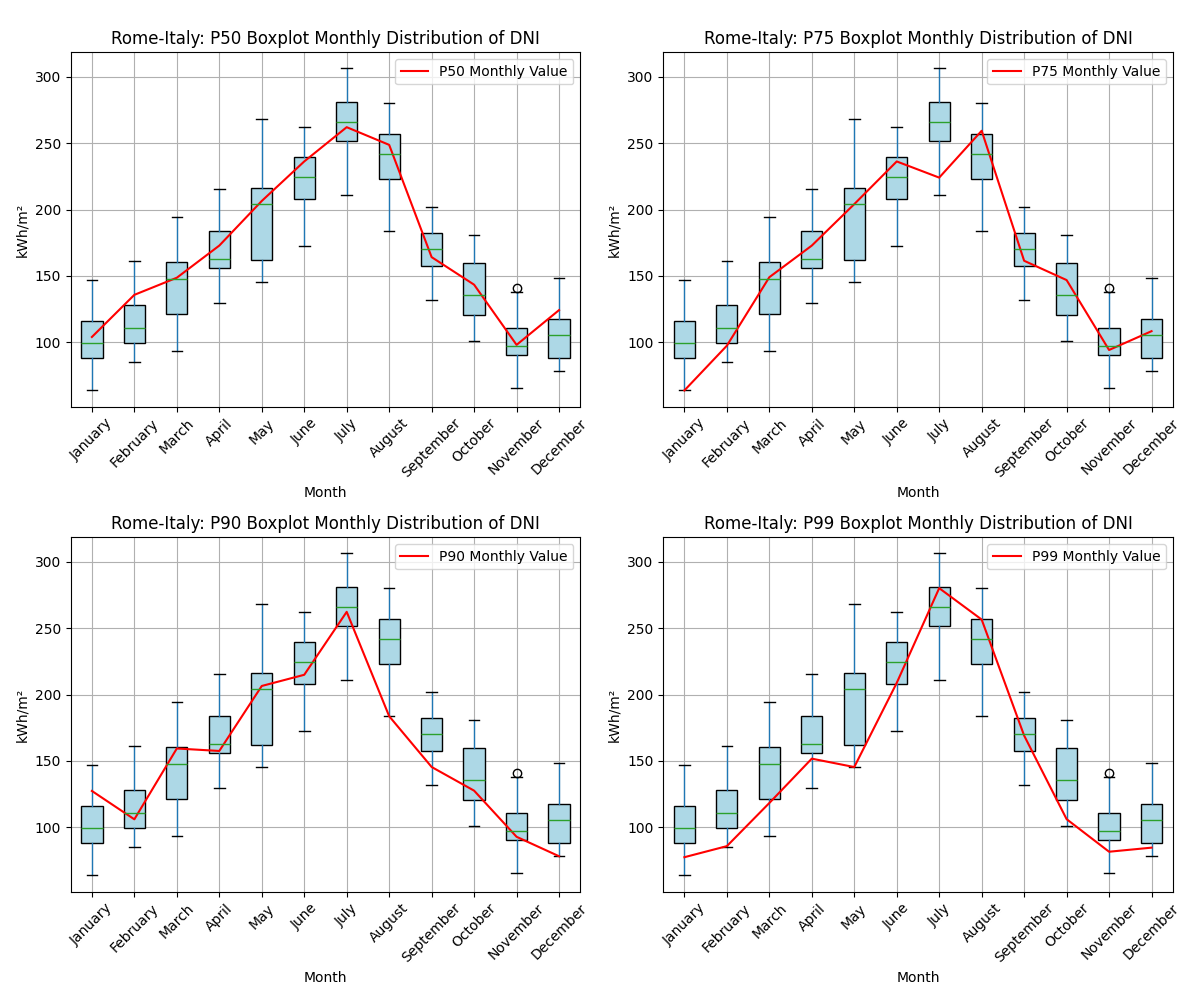 Rome-Italy: P50 Boxplot Monthly Distribution of DNI
P50 Monthly Value
300
250
200
150
100
kWh/m²
January
February
March
April
May
June
July
August
September
October
November
December
Month
Rome-Italy: P75 Boxplot Monthly Distribution of DNI
P75 Monthly Value
300
250
200
150
100
kWh/m²
January
February
March
April
May
June
July
August
September
October
November
December
Month
Rome-Italy: P90 Boxplot Monthly Distribution of DNI
P90 Monthly Value
300
250
200
150
100
kWh/m²
January
February
March
April
May
June
July
August
September
October
November
December
Month
Rome-Italy: P99 Boxplot Monthly Distribution of DNI
P99 Monthly Value
300
250
200
150
100
kWh/m²
January
February
March
April
May
June
July
August
September
October
November
December
Month